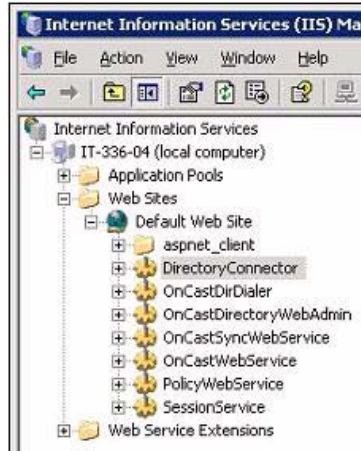 Internet Information Services (IIS) Ma
File Action View Window Help
Internet Information Services
IT-336-04 (local computer)
Application Pools
Web Sites
Default Web Site
aspnet_client
DirectoryConnector
OnCastDirDialer
OnCastDirectoryWebAdmin
OnCastSyncWebService
OnCastWebService
PolicyWebService
SessionService
Web Service Extensions